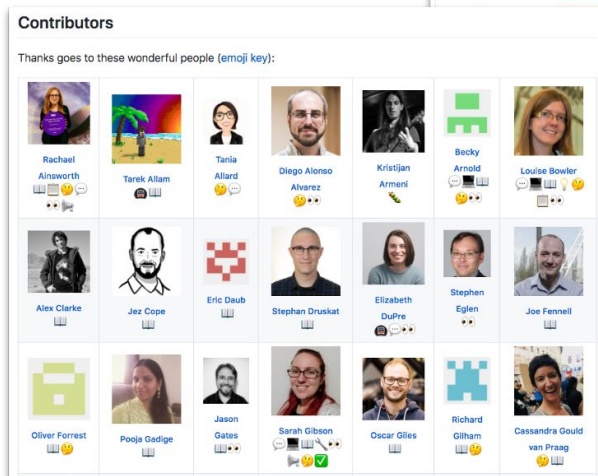 Contributors
Thanks goes to these wonderful people (emoji key):
Rachael
Ainsworth
Tarek Allam
Tania
Allard
Diego Alonso
Alvarez
Kristijan
Armeni
Becky
Arnold
Louise Bowler
Alex Clarke
Jez Cope
Eric Daub
Stephan Druskat
Elizabeth
DuPre
Stephen
Eglen
Joe Fennell
Oliver Forrest
Pooja Gadige
Jason
Gates
Sarah Gibson
Oscar Giles
Richard
Gilham
Cassandra Gould
van Praag